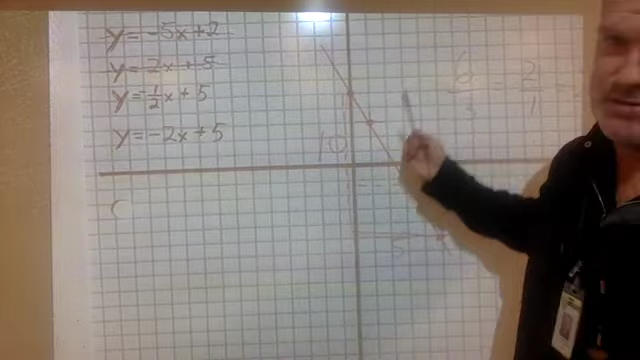 y = -5x+2
y = 2x+5
y = -1/2x+5
y = -2x+5
6/3 = 2/1 =
10
5